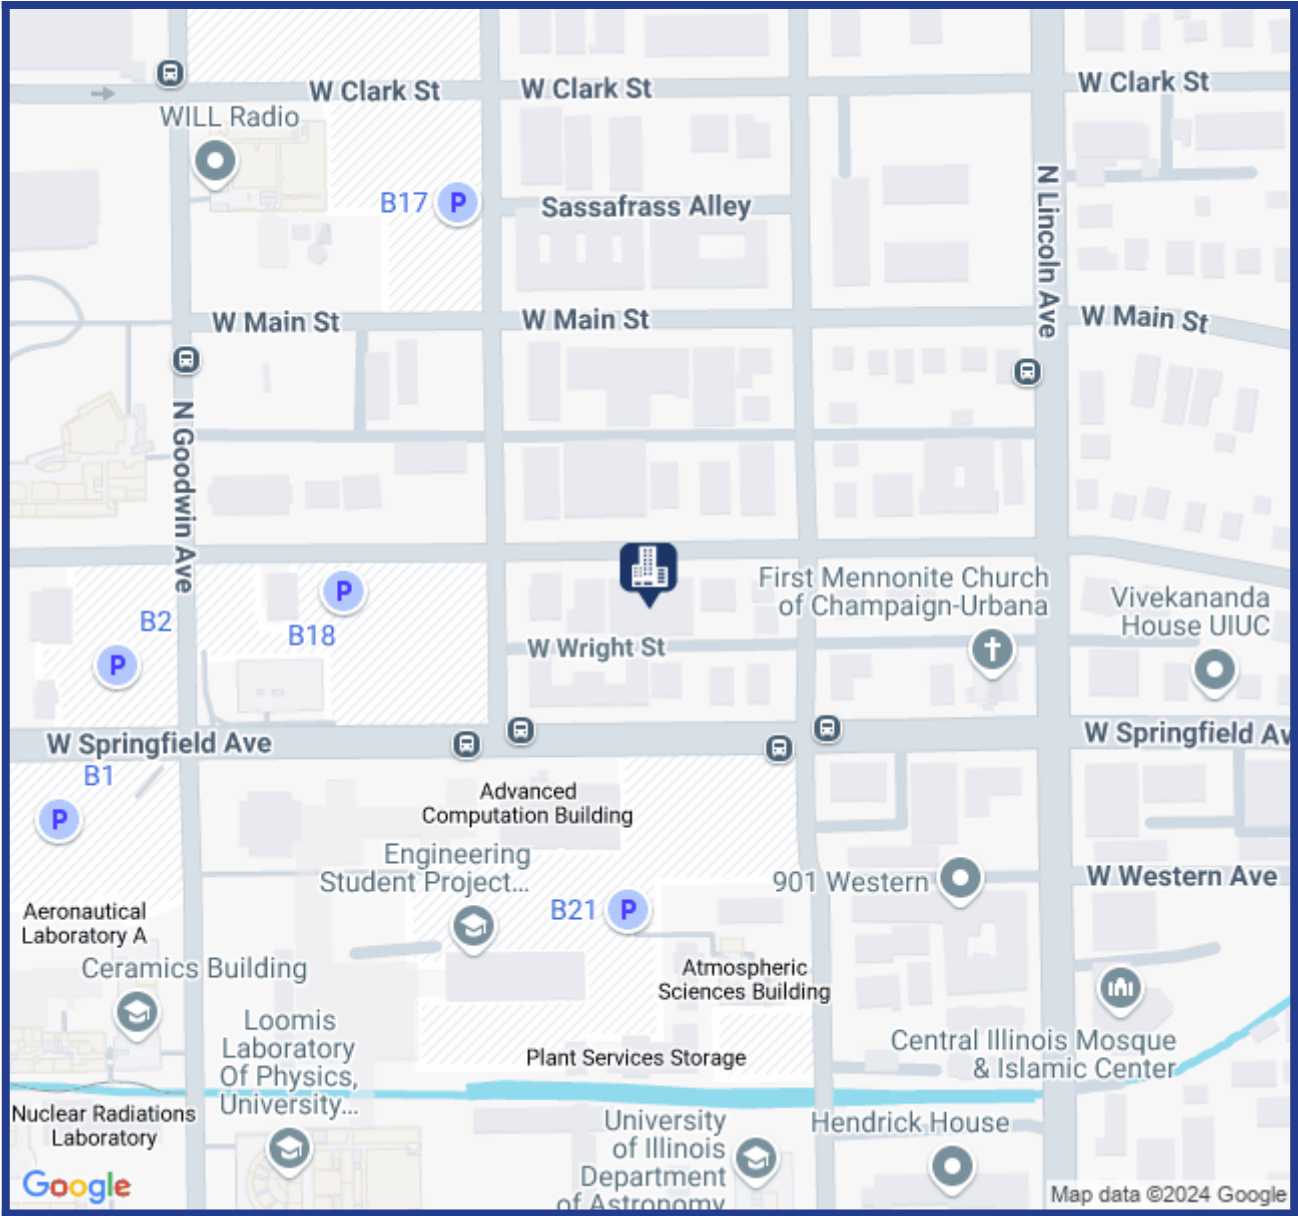 W Clark St
W Clark St
W Clark St
WILL Radio
B17
P
Sassafrass Alley
N Lincoln Ave
W Main St
W Main St
W Main St
N Goodwin Ave
First Mennonite Church
of Champaign-Urbana
P
B18
B2
P
Vivekananda
House UIUC
W Wright St
W Springfield Ave
W Springfield Av
B1
P
Advanced
Computation Building
Engineering
Student Project...
901 Western
W Western Ave
B21
P
Aeronautical
Laboratory A
Ceramics Building
Atmospheric
Sciences Building
Loomis
Laboratory
Of Physics,
University...
Central Illinois Mosque
& Islamic Center
Plant Services Storage
Nuclear Radiations
Laboratory
University
of Illinois
Department
of Astronomy
Hendrick House
Google
Map data ©2024 Google